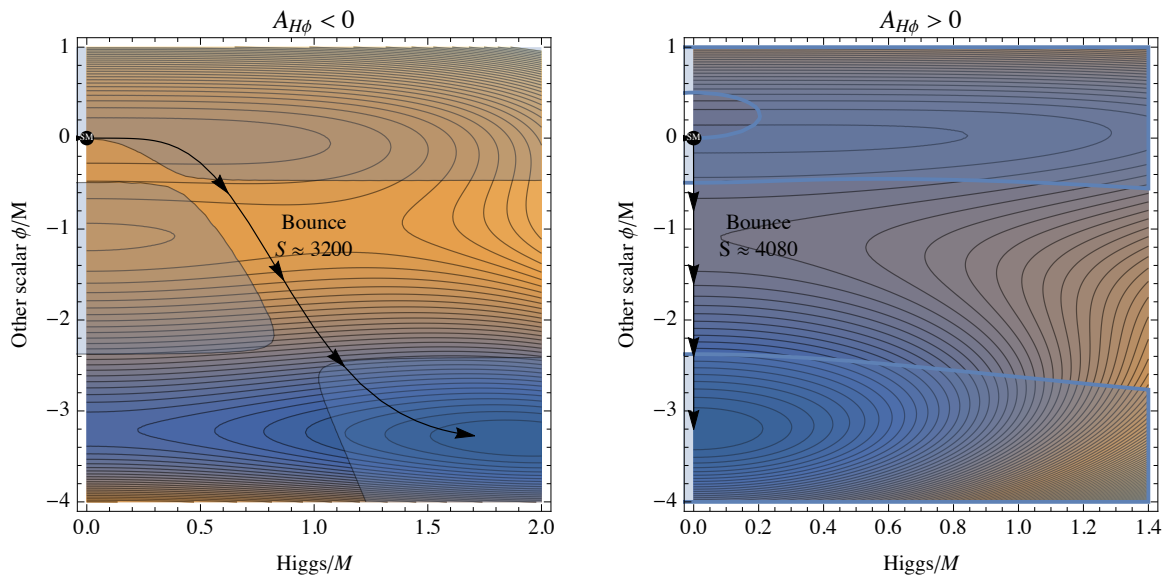 A_{Hϕ} < 0
1
0
−1
−2
−3
−4
Other scalar ϕ/M
SM
Bounce
S ≈ 3200
0.0 0.5 1.0 1.5 2.0
Higgs/M
A_{Hϕ} > 0
1
0
−1
−2
−3
−4
Other scalar ϕ/M
SM
Bounce
S ≈ 4080
0.0 0.2 0.4 0.6 0.8 1.0 1.2 1.4
Higgs/M